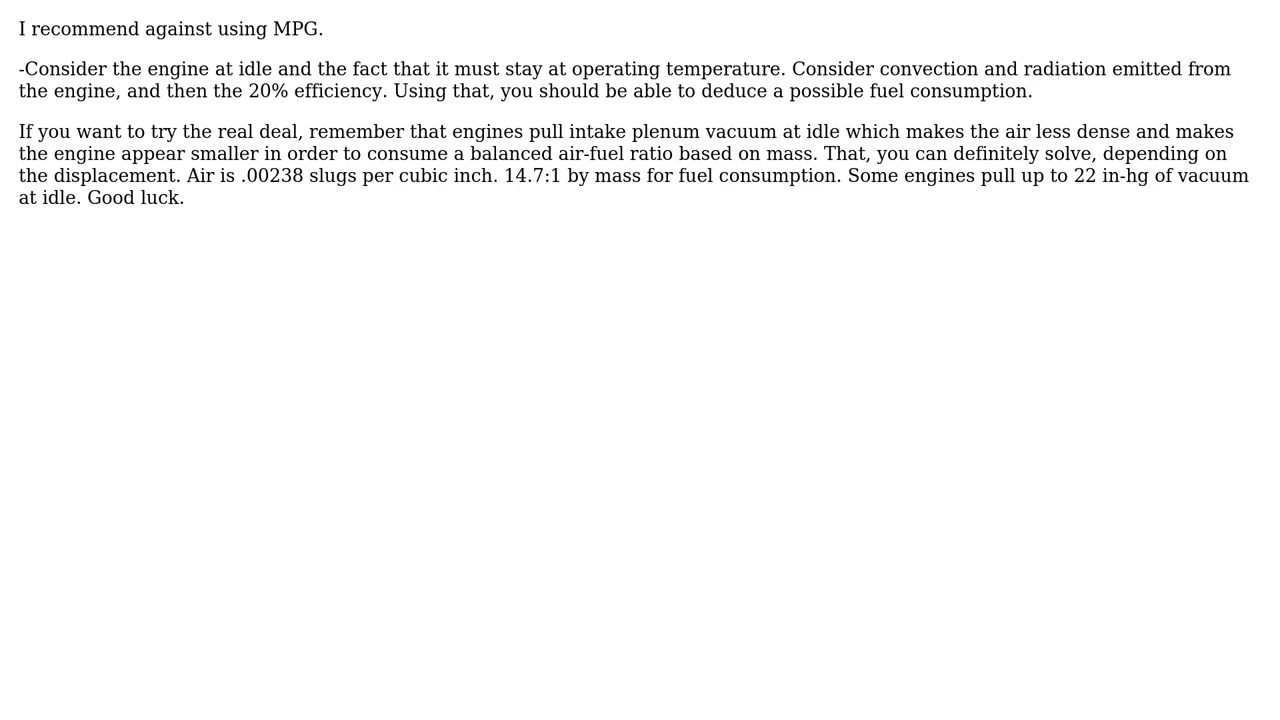 I recommend against using MPG.
-Consider the engine at idle and the fact that it must stay at operating temperature. Consider convection and radiation emitted from
the engine, and then the 20% efficiency. Using that, you should be able to deduce a possible fuel consumption.
If you want to try the real deal, remember that engines pull intake plenum vacuum at idle which makes the air less dense and makes
the engine appear smaller in order to consume a balanced air-fuel ratio based on mass. That, you can definitely solve, depending on
the displacement. Air is .00238 slugs per cubic inch. 14.7:1 by mass for fuel consumption. Some engines pull up to 22 in-hg of vacuum
at idle. Good luck.